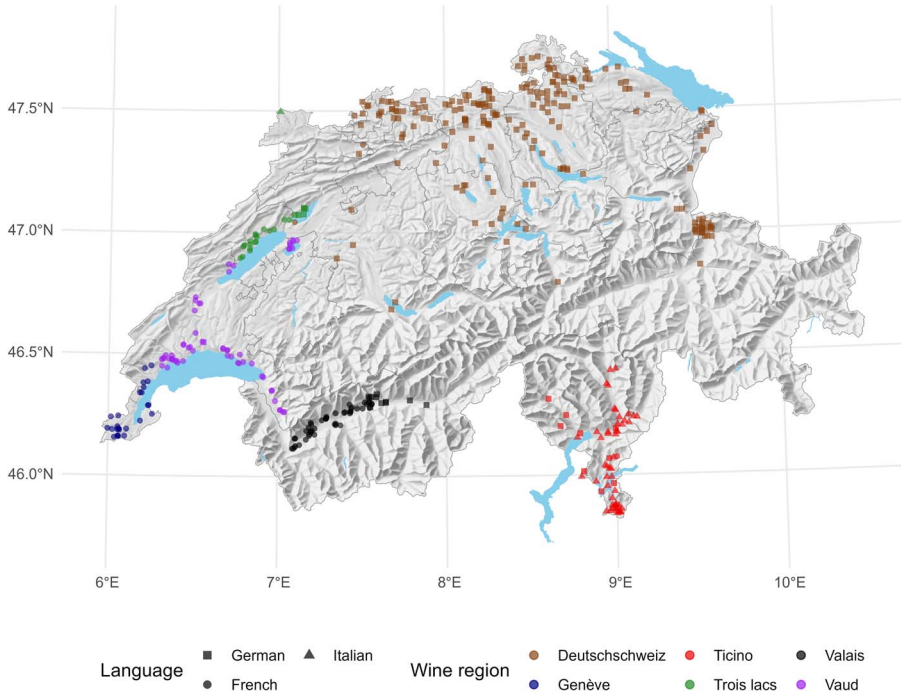 47.5°N
47.0°N
46.5°N
46.0°N
6°E 7°E 8°E 9°E 10°E
Language German Italian Wine region Deutschschweiz Ticino Valais
French Genève Trois lacs Vaud